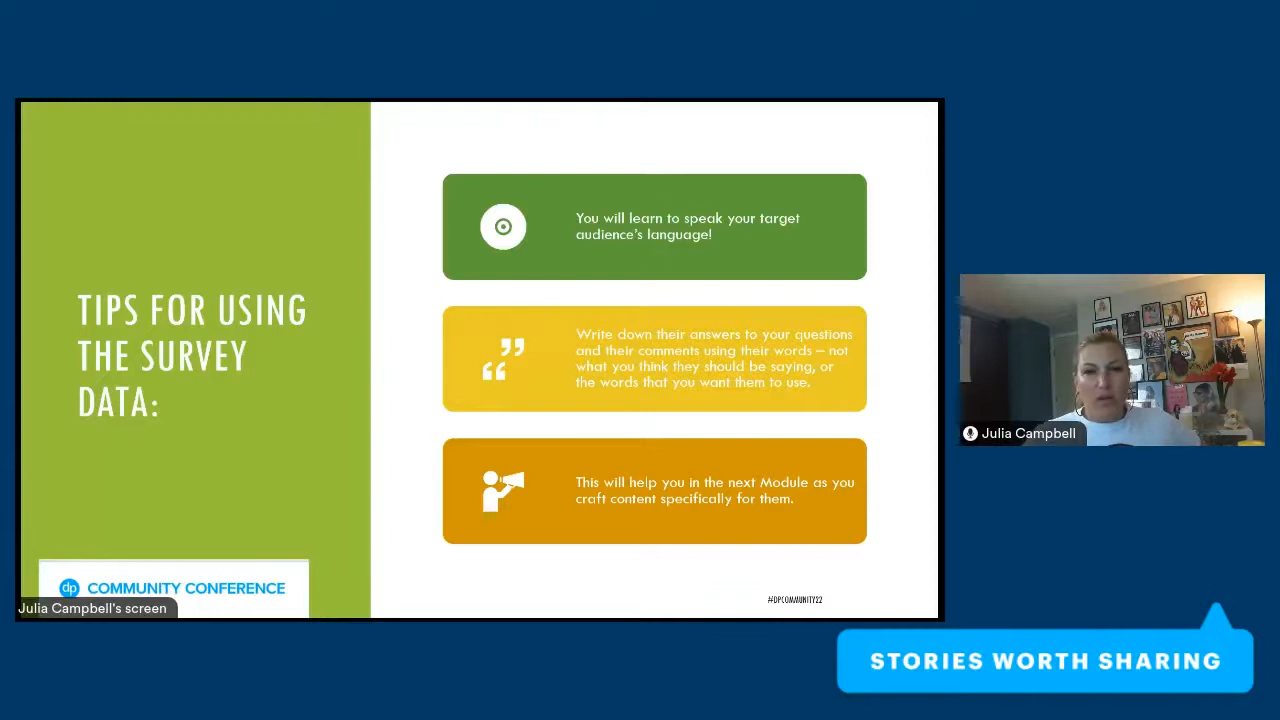 TIPS FOR USING
THE SURVEY
DATA:
You will learn to speak your target
audience's language!
Write down their answers to your questions
and their comments using their words – not
what you think they should be saying, or
the words that you want them to use.
This will help you in the next Module as you
craft content specifically for them.
dp COMMUNITY CONFERENCE
Julia Campbell's screen
#DPCOMMUNITY22
Julia Campbell
STORIES WORTH SHARING